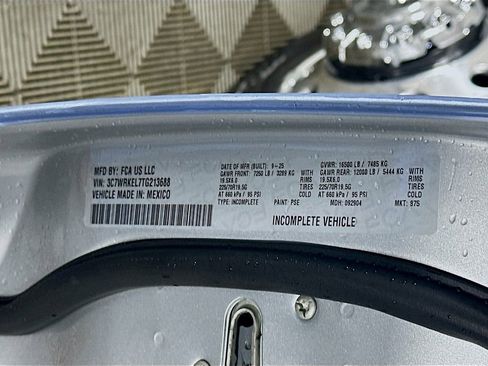 MFD BY: FCA US LLC
VIN: 3C7WRKEL7TG213688
VEHICLE MADE IN: MEXICO
DATE OF MFR (BUILT): 9-25 GVWR: 16500 LB / 7485 KG
GAWR FRONT: 7250 LB / 3289 KG WITH GAWR REAR: 12000 LB / 5444 KG WITH
19.5X6.0 RIMS 19.5X6.0 RIMS
225/70R19.5G TIRES 225/70R19.5G TIRES
AT 660 kPa / 95 PSI COLD AT 660 kPa / 95 PSI COLD
TYPE: INCOMPLETE PAINT: PSE MDH: 092904 MKT: 975
INCOMPLETE VEHICLE